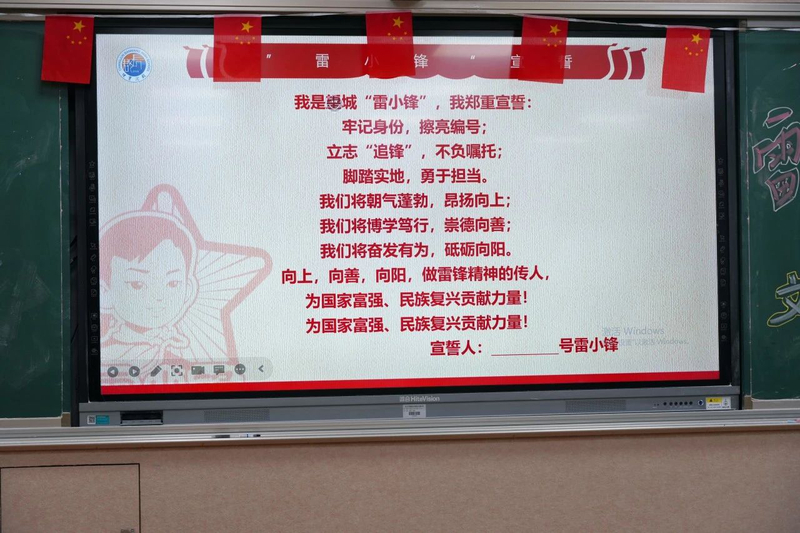 “雷小锋”宣誓
我是 城“雷小锋”，我郑重宣誓：
牢记身份，擦亮编号；
立志“追锋”，不负嘱托；
脚踏实地，勇于担当。
我们将朝气蓬勃，昂扬向上；
我们将博学笃行，崇德向善；
我们将奋发有为，砥砺向阳。
向上，向善，向阳，做雷锋精神的传人，
为国家富强、民族复兴贡献力量！
为国家富强、民族复兴贡献力量！
激活 Windows
宣誓人：________号雷小锋
HiteVision
雷
文